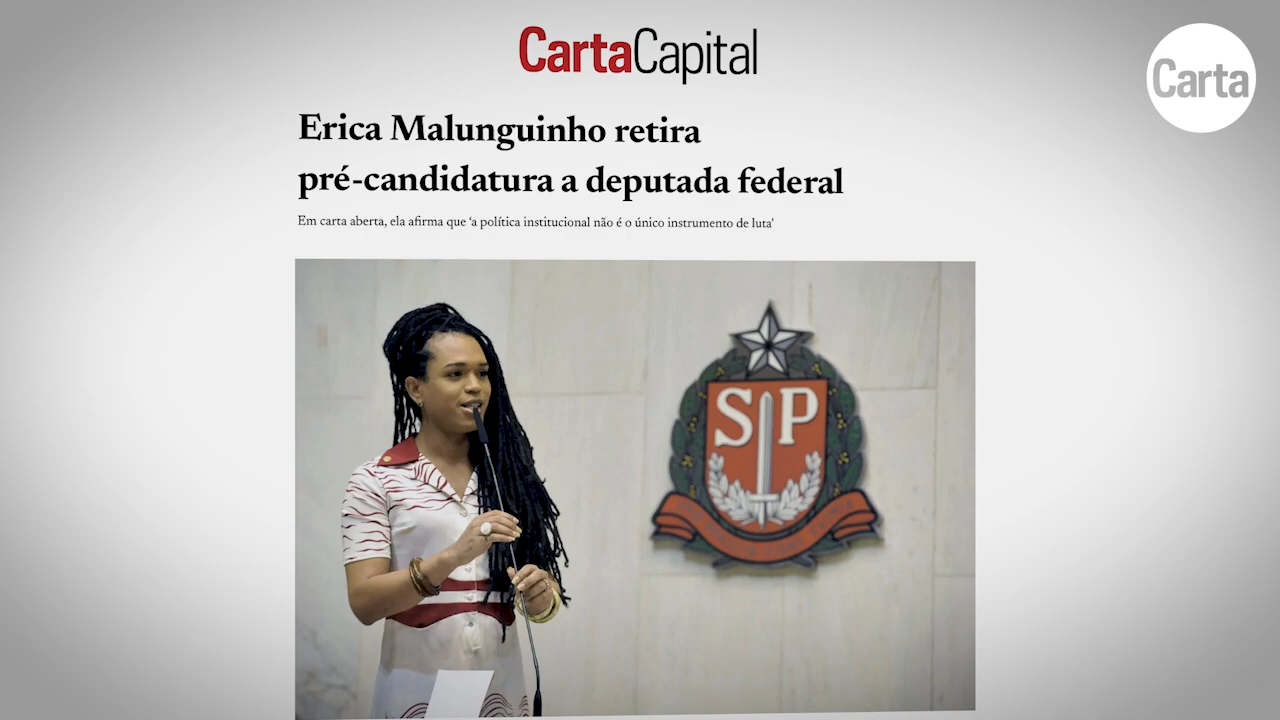 CartaCapital
Carta
Erica Malunguinho retira
pré-candidatura a deputada federal
Em carta aberta, ela afirma que ‘a política institucional não é o único instrumento de luta’
SP